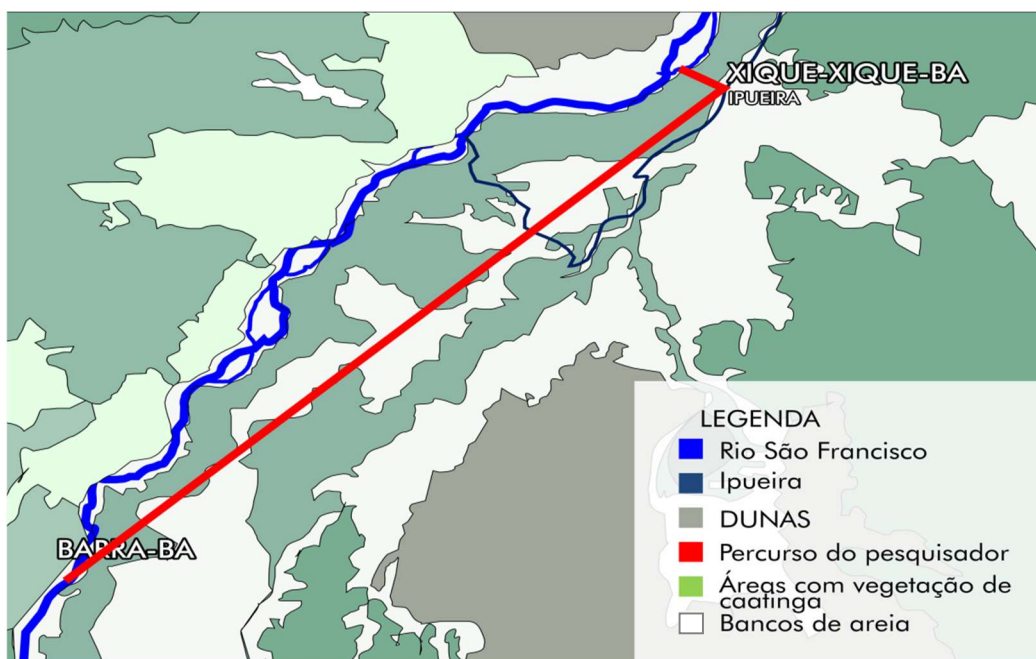 XIQUE-XIQUE-BA
IPUEIRA
BARRA-BA
LEGENDA
Rio São Francisco
Ipueira
DUNAS
Percurso do pesquisador
Áreas com vegetação de
caatinga
Bancos de areia